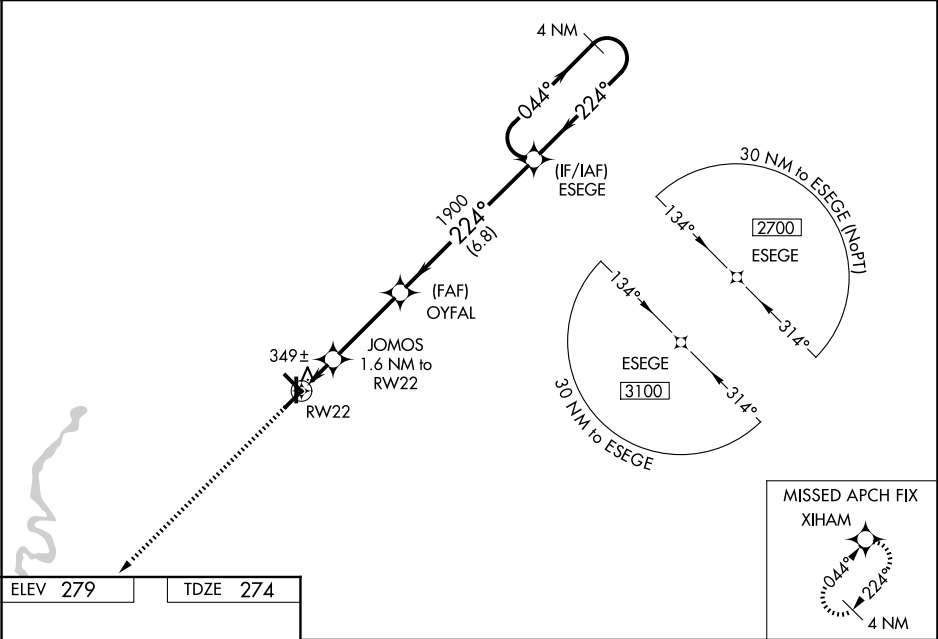 4 NM
044°
224°
(IF/IAF)
ESEGE
1900
224°
(6.8)
(FAF)
OYFAL
JOMOS
1.6 NM to
RW22
349±
RW22
30 NM to ESEGE (NoPT)
134°
2700
ESEGE
314°
134°
ESEGE
3100
314°
30 NM to ESEGE
MISSED APCH FIX
XIHAM
044°
224°
4 NM
ELEV 279
TDZE 274